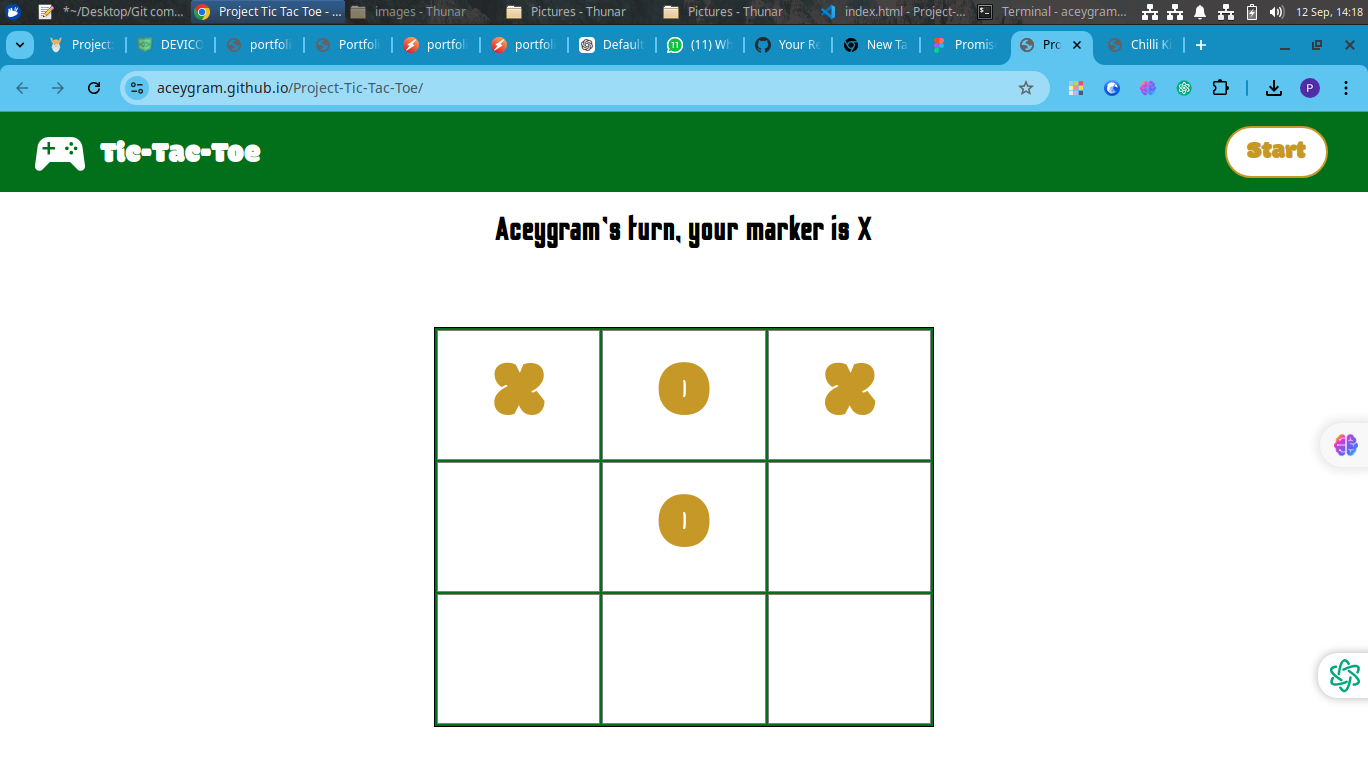 *~/Desktop/Git com... Project Tic Tac Toe - ... images - Thunar Pictures - Thunar Pictures - Thunar index.html - Project-... Terminal - aceygram... 12 Sep, 14:18
Project: DEVICO portfoli Portfoli portfoli portfoli Default (11) Wh Your Re New Ta Promis Pro Chilli Ki
aceygram.github.io/Project-Tic-Tac-Toe/ P
Tic-Tac-Toe Start
Aceygram's turn, your marker is X
X O X
O